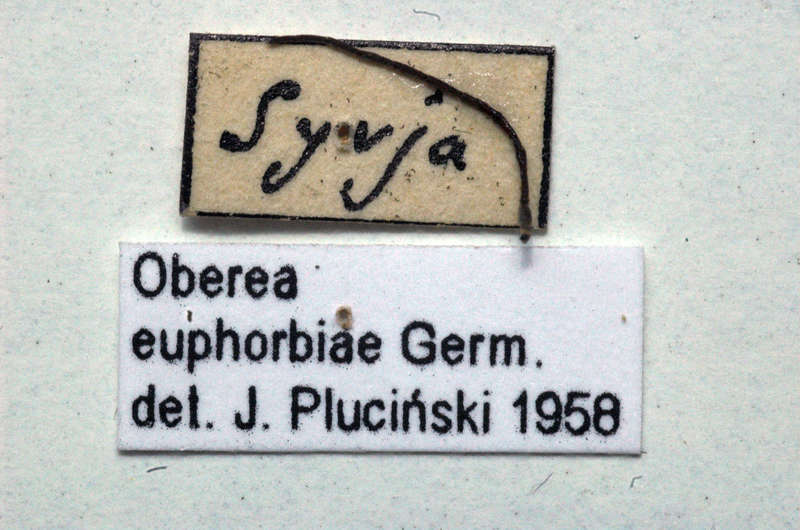 Syvja
Oberea
euphorbiae Germ.
det. J. Pluciński 1958